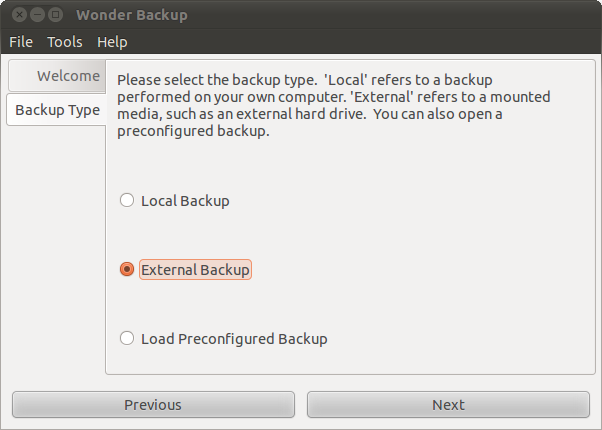 Wonder Backup
File Tools Help
Welcome
Backup Type
Please select the backup type.  'Local' refers to a backup
performed on your own computer. 'External' refers to a mounted
media, such as an external hard drive.  You can also open a
preconfigured backup.
Local Backup
External Backup
Load Preconfigured Backup
Previous Next